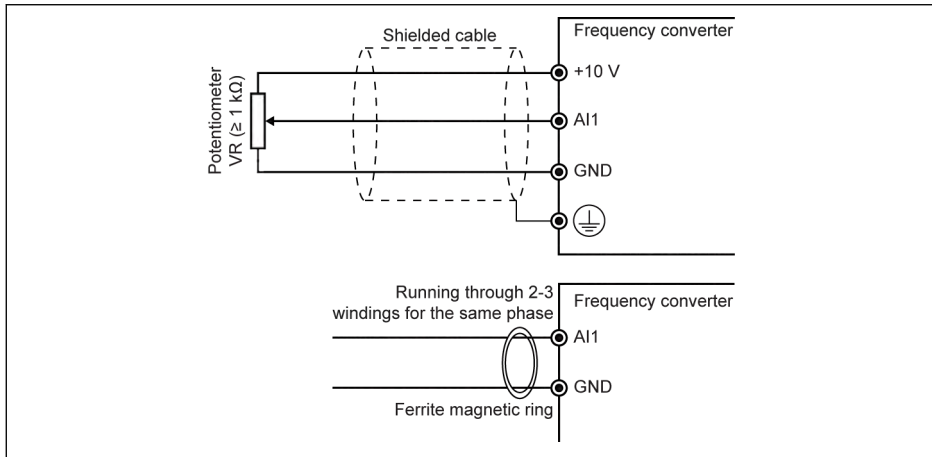 Shielded cable
Frequency converter
+10 V
Potentiometer
VR (≥ 1 kΩ)
AI1
GND
Running through 2-3
windings for the same phase
Frequency converter
AI1
GND
Ferrite magnetic ring